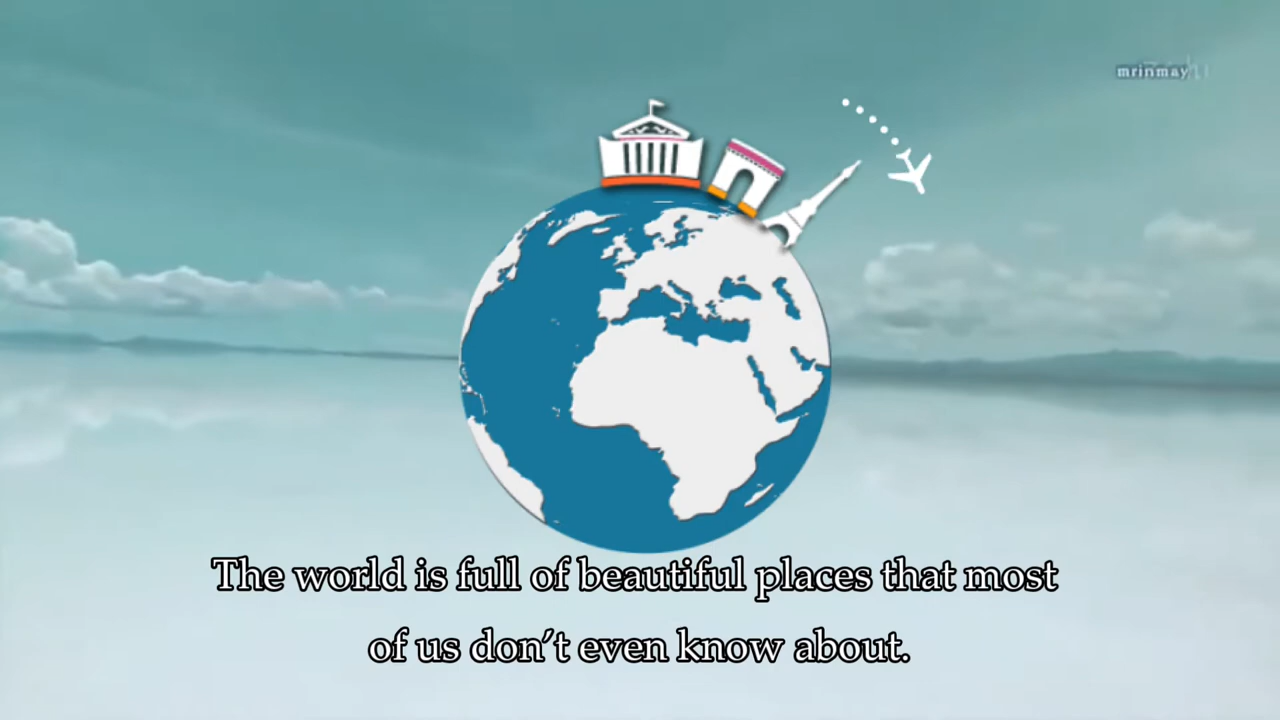 mrinmay
The world is full of beautiful places that most
of us don't even know about.